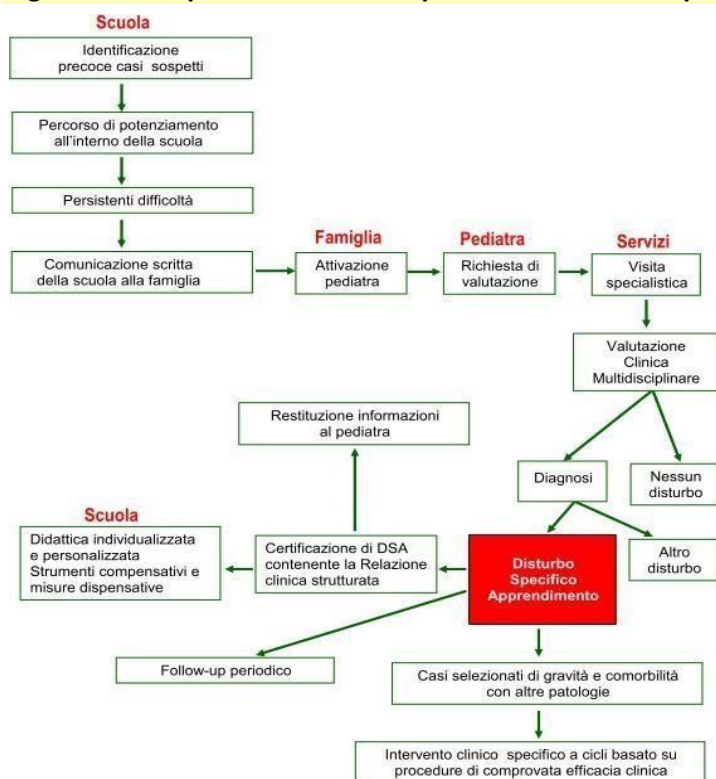 Scuola
Identificazione
precoce casi sospetti
Percorso di potenziamento
all'interno della scuola
Persistenti difficoltà
Comunicazione scritta
della scuola alla famiglia
Famiglia
Attivazione
pediatra
Pediatra
Richiesta di
valutazione
Servizi
Visita
specialistica
Valutazione
Clinica
Multidisciplinare
Diagnosi
Nessun
disturbo
Altro
disturbo
Disturbo
Specifico
Apprendimento
Restituzione informazioni
al pediatra
Certificazione di DSA
contenente la Relazione
clinica strutturata
Scuola
Didattica individualizzata
e personalizzata
Strumenti compensativi e
misure dispensative
Follow-up periodico
Casi selezionati di gravità e comorbilità
con altre patologie
Intervento clinico specifico a cicli basato su
procedure di comprovata efficacia clinica